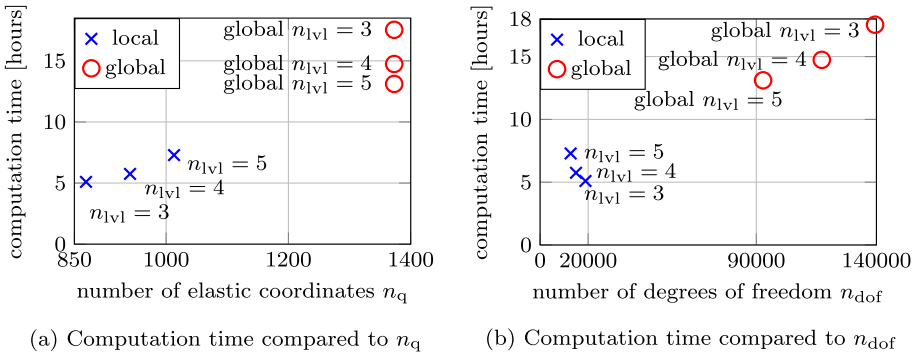 computation time [hours]
15
10
5
0
850
1000
1200
1400
local
global
global n_lvl = 3
global n_lvl = 4
global n_lvl = 5
n_lvl = 5
n_lvl = 4
n_lvl = 3
number of elastic coordinates n_q
(a) Computation time compared to n_q
computation time [hours]
18
15
10
5
0
0
20000
90000
140000
local
global
global n_lvl = 3
global n_lvl = 4
global n_lvl = 5
n_lvl = 5
n_lvl = 4
n_lvl = 3
number of degrees of freedom n_dof
(b) Computation time compared to n_dof